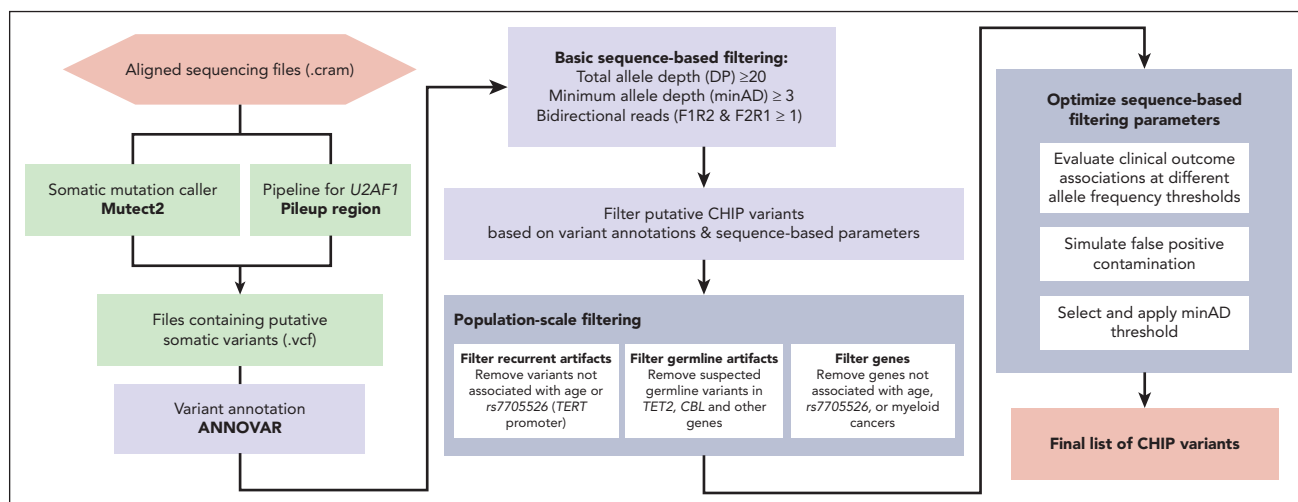 Aligned sequencing files (.cram)
Somatic mutation caller
Mutect2
Pipeline for U2AF1
Pileup region
Files containing putative
somatic variants (.vcf)
Variant annotation
ANNOVAR
Basic sequence-based filtering:
Total allele depth (DP) ≥20
Minimum allele depth (minAD) ≥ 3
Bidirectional reads (F1R2 & F2R1 ≥ 1)
Filter putative CHIP variants
based on variant annotations & sequence-based parameters
Population-scale filtering
Filter recurrent artifacts
Remove variants not
associated with age or
rs7705526 (TERT
promoter)
Filter germline artifacts
Remove suspected
germline variants in
TET2, CBL and other
genes
Filter genes
Remove genes not
associated with age,
rs7705526, or myeloid
cancers
Optimize sequence-based
filtering parameters
Evaluate clinical outcome
associations at different
allele frequency thresholds
Simulate false positive
contamination
Select and apply minAD
threshold
Final list of CHIP variants